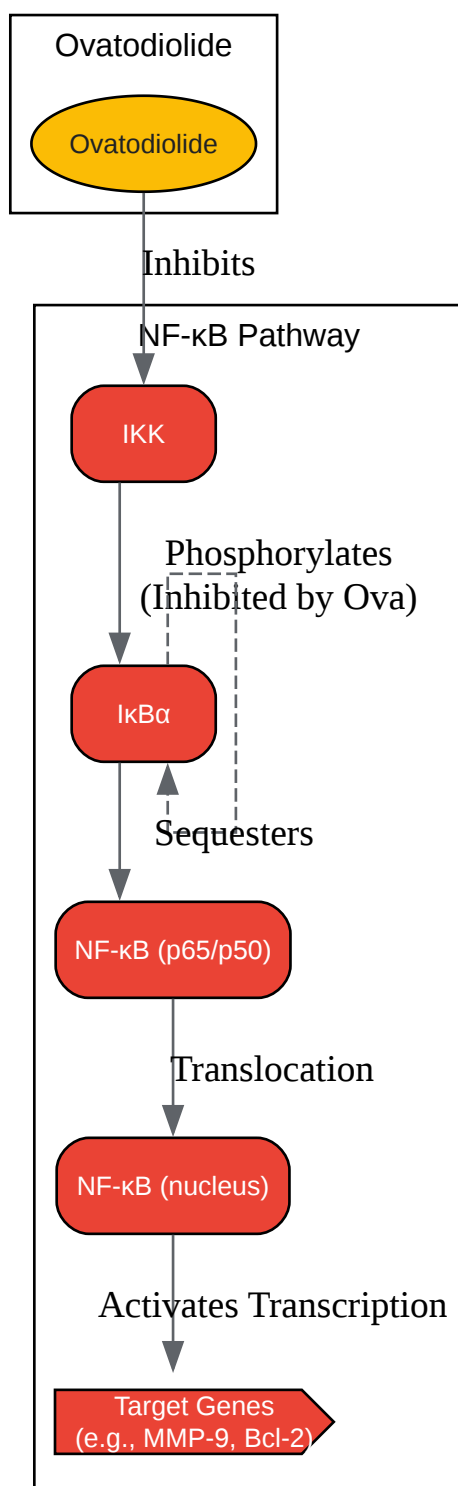 Ovatodiolide
Ovatodiolide
Inhibits
NF-κB Pathway
IKK
Phosphorylates
(Inhibited by Ova)
IκBα
Sequesters
NF-κB (p65/p50)
Translocation
NF-κB (nucleus)
Activates Transcription
Target Genes
(e.g., MMP-9, Bcl-2)